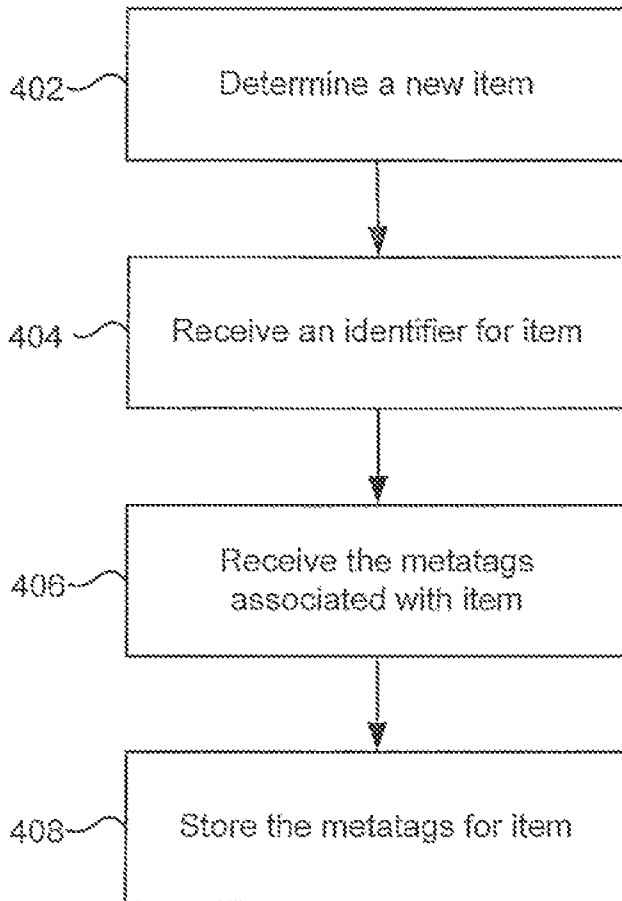 402
Determine a new item
404
Receive an identifier for item
406
Receive the metatags
associated with item
408
Store the metatags for item